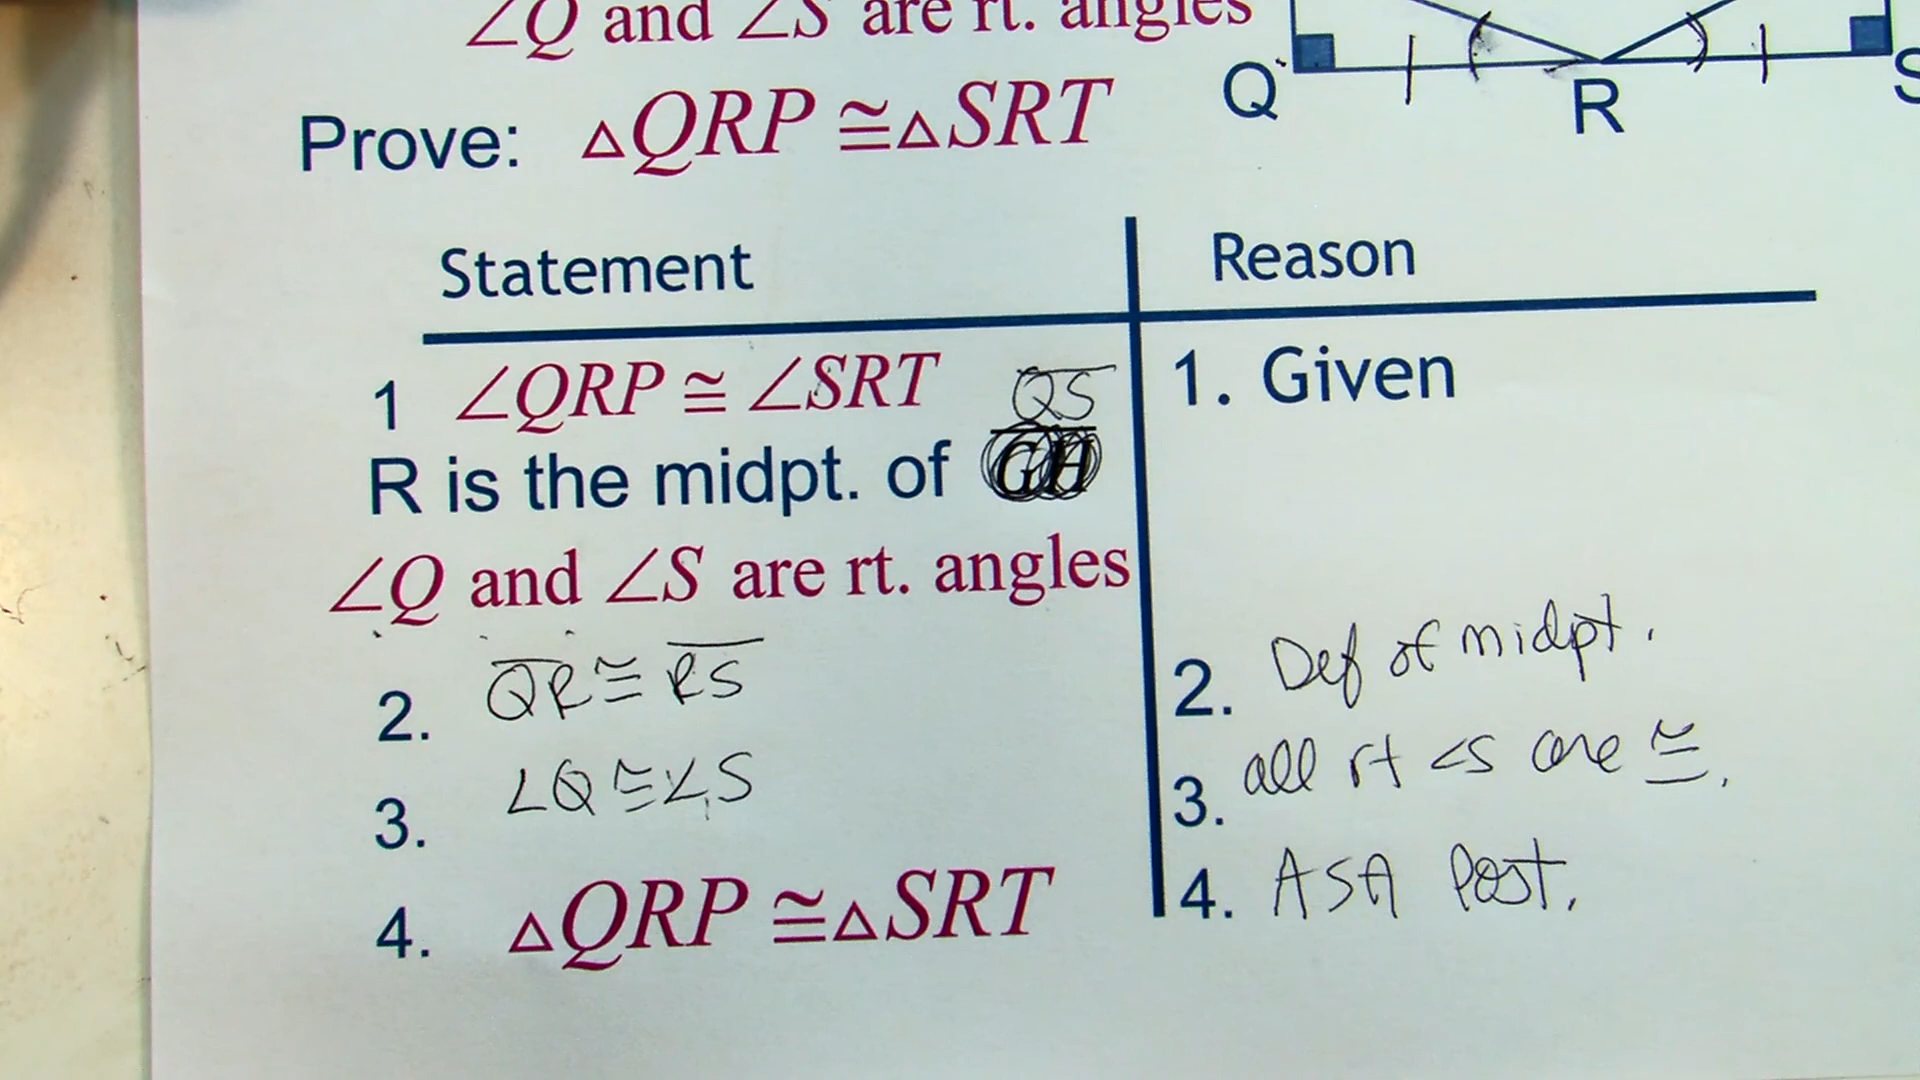 ∠Q and ∠S are rt. angles
Q R S
Prove: △QRP ≅ △SRT
Statement Reason
1 ∠QRP ≅ ∠SRT QS 1. Given
R is the midpt. of GH
∠Q and ∠S are rt. angles
2. QR ≅ RS 2. Def of midpt.
3. ∠Q ≅ ∠S 3. all rt ∠s are ≅.
4. △QRP ≅ △SRT 4. ASA Post.